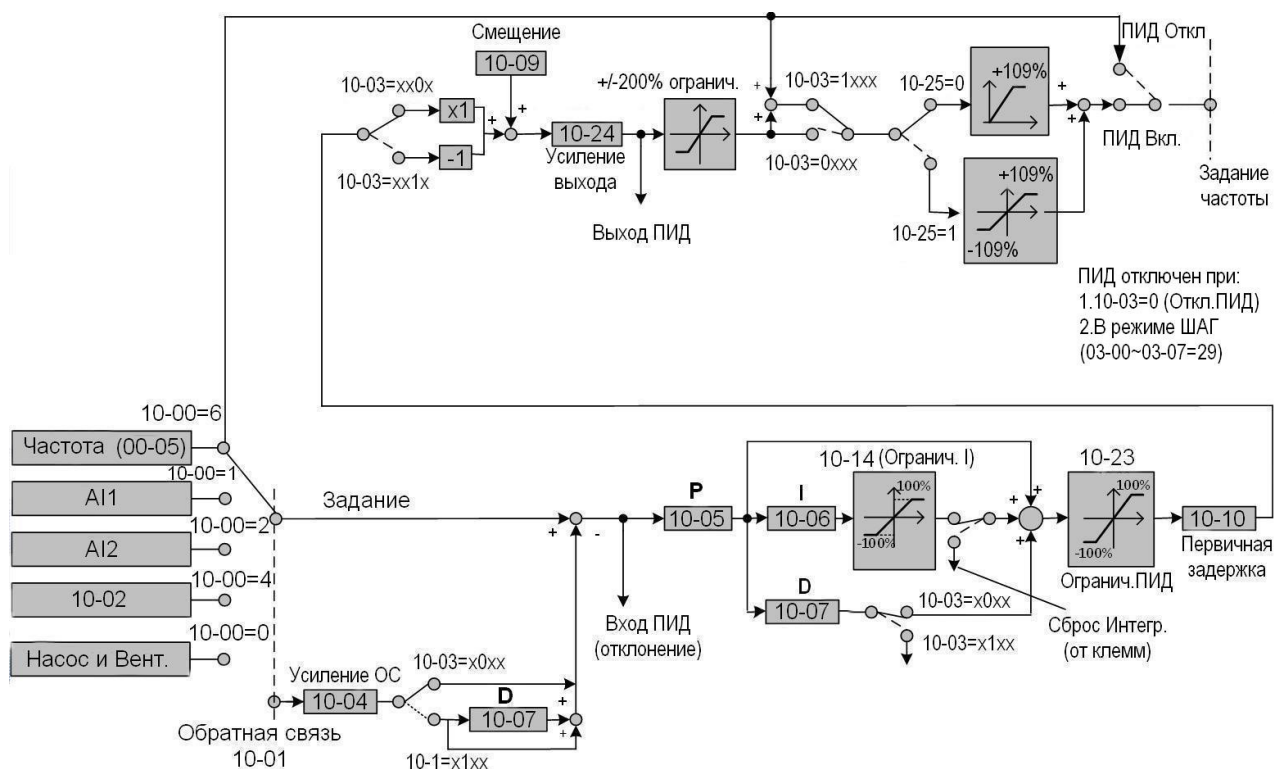 Смещение
10-09
10-03=xx0x
x1
+
+
-1
10-03=xx1x
10-24
Усиление
выхода
Выход ПИД
+/-200% огранич.
+
+
10-03=1xxx
10-03=0xxx
10-25=0
+109%
+
+
10-25=1
+109%
-109%
ПИД Откл
ПИД Вкл.
Задание
частоты
ПИД отключен при:
1.10-03=0 (Откл.ПИД)
2.В режиме ШАГ
(03-00~03-07=29)
10-00=6
Частота (00-05)
10-00=1
AI1
10-00=2
AI2
10-00=4
10-02
10-00=0
Насос и Вент.
Задание
+
-
P
10-05
I
10-06
10-14 (Огранич. I)
100%
-100%
D
10-07
10-03=x0xx
10-03=x1xx
+
+
+
10-23
100%
-100%
Огранич.ПИД
10-10
Первичная
задержка
Сброс Интегр.
(от клемм)
Вход ПИД
(отклонение)
Усиление ОС
10-04
10-03=x0xx
D
10-07
+
+
10-1=x1xx
Обратная связь
10-01